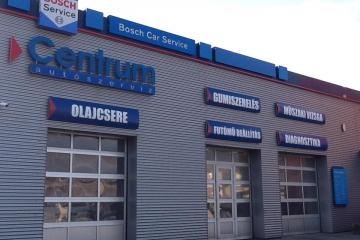 BOSCH
Service
Bosch Car Service
Centrum
autószerviz
OLAJCSERE
GUMISZERELÉS
MŰSZAKI VIZSGA
FUTÓMŰ BEÁLLÍTÁS
DIAGNOSZTIKA